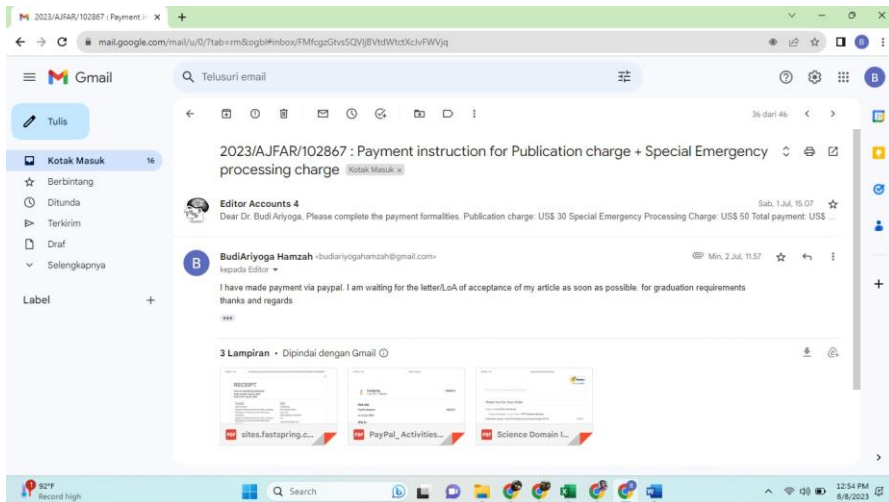 2023/AJFAR/102867 : Payment in
mail.google.com/mail/u/0/?tab=rm&ogbl#inbox/FMfcgzGtvsSQVljBVtdWtctXcJvFWVjq
Gmail
Telusuri email
B
Tulis
36 dari 46
Kotak Masuk 16
Berbintang
Ditunda
Terkirim
Draf
Selengkapnya
Label
2023/AJFAR/102867 : Payment instruction for Publication charge + Special Emergency
processing charge Kotak Masuk x
Editor Accounts 4 Sab, 1 Jul, 15.07
Dear Dr. Budi Ariyoga, Please complete the payment formalities. Publication charge: US$ 30 Special Emergency Processing Charge: US$ 50 Total payment: US$ ...
B
BudiAriyoga Hamzah <budiariyogahamzah@gmail.com> Min, 2 Jul, 11.57
kepada Editor
I have made payment via paypal. I am waiting for the letter/LoA of acceptance of my article as soon as possible. for graduation requirements
thanks and regards
3 Lampiran • Dipindai dengan Gmail
RECEIPT
PDF sites.fastspring.c...
PDF PayPal_Activities...
PDF Science Domain I...
92°F
Record high
Search
12:54 PM
8/8/2023